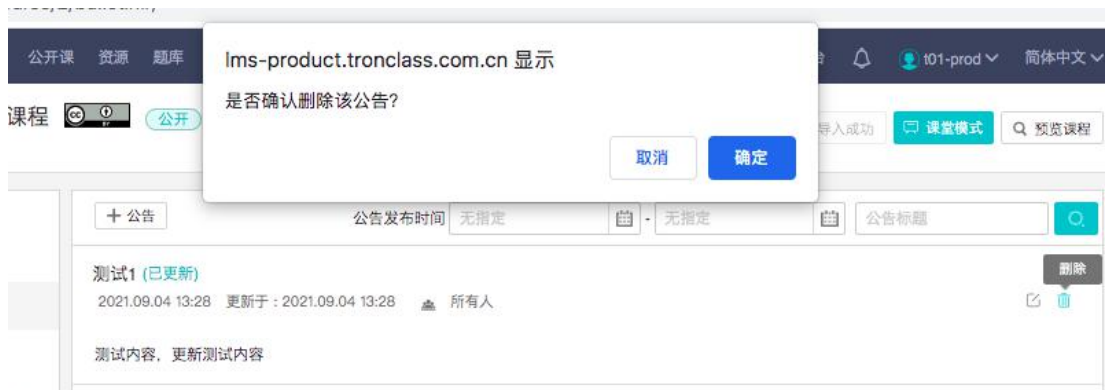 公开课 资源 题库 t01-prod 简体中文
lms-product.tronclass.com.cn 显示
是否确认删除该公告?
取消 确定
课程 公开 导入成功 课堂模式 预览课程
+ 公告 公告发布时间 无指定 - 无指定 公告标题
删除
测试1 (已更新)
2021.09.04 13:28 更新于 : 2021.09.04 13:28 所有人
测试内容，更新测试内容